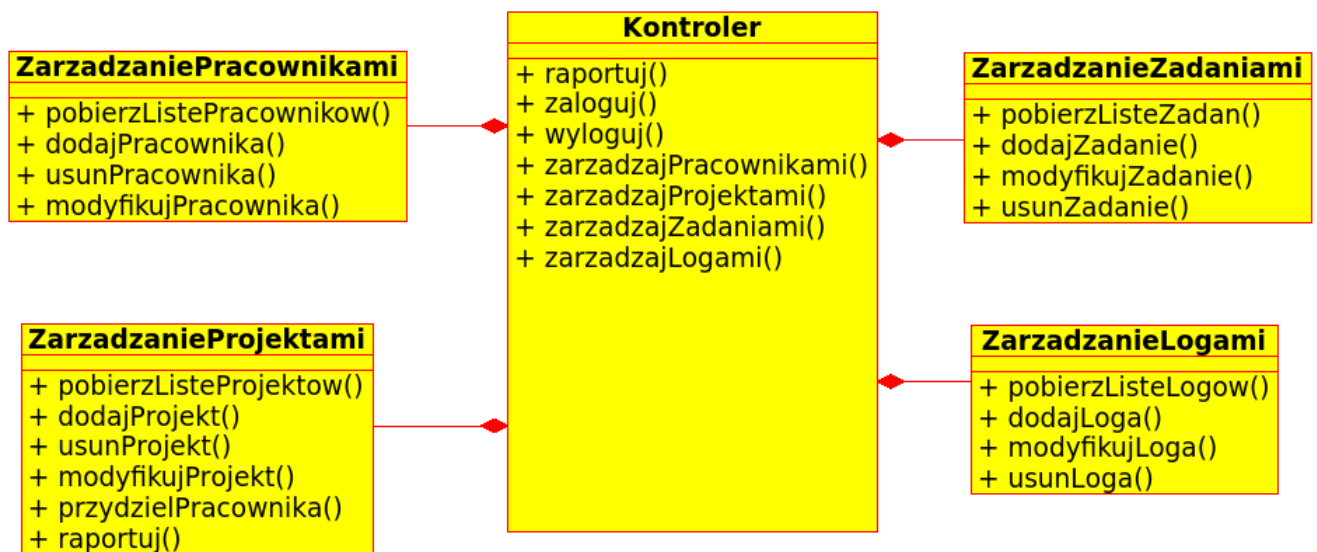 ZarzadzaniePracownikami
+ pobierzListePracownikow()
+ dodajPracownika()
+ usunPracownika()
+ modyfikujPracownika()
Kontroler
+ raportuj()
+ zaloguj()
+ wyloguj()
+ zarzadzajPracownikami()
+ zarzadzajProjektami()
+ zarzadzajZadaniami()
+ zarzadzajLogami()
ZarzadzanieZadaniami
+ pobierzListeZadan()
+ dodajZadanie()
+ modyfikujZadanie()
+ usunZadanie()
ZarzadzanieProjektami
+ pobierzListeProjektow()
+ dodajProjekt()
+ usunProjekt()
+ modyfikujProjekt()
+ przydzielPracownika()
+ raportuj()
ZarzadzanieLogami
+ pobierzListeLogow()
+ dodajLoga()
+ modyfikujLoga()
+ usunLoga()